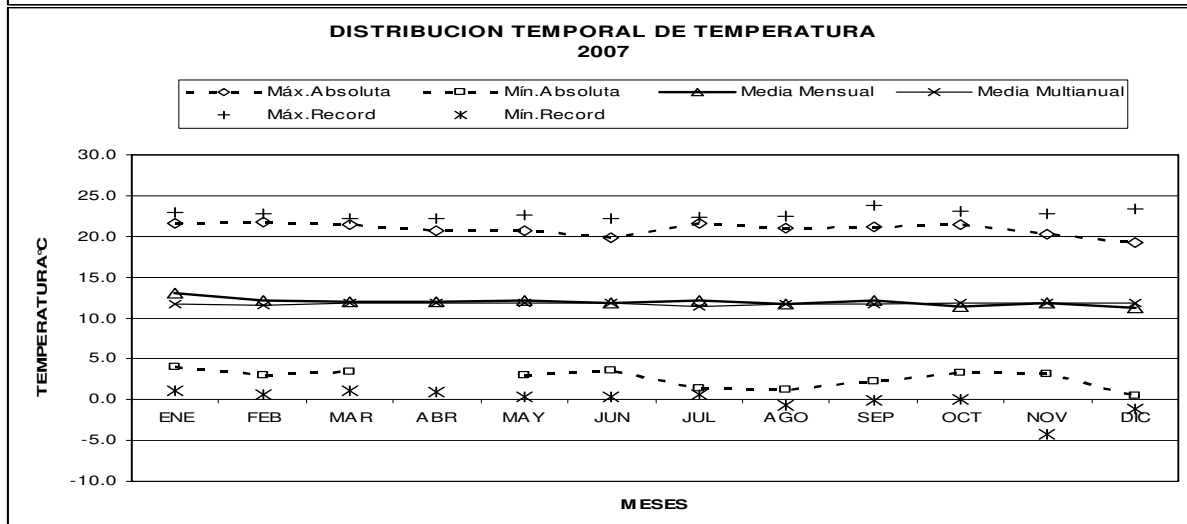 DISTRIBUCION TEMPORAL DE TEMPERATURA
2007
Máx.Absoluta Mín.Absoluta Media Mensual Media Multianual
Máx.Record Mín.Record
30.0
25.0
20.0
15.0
10.0
5.0
0.0
-5.0
-10.0
TEMPERATURA°C
ENE FEB MAR ABR MAY JUN JUL AGO SEP OCT NOV DIC
MESES